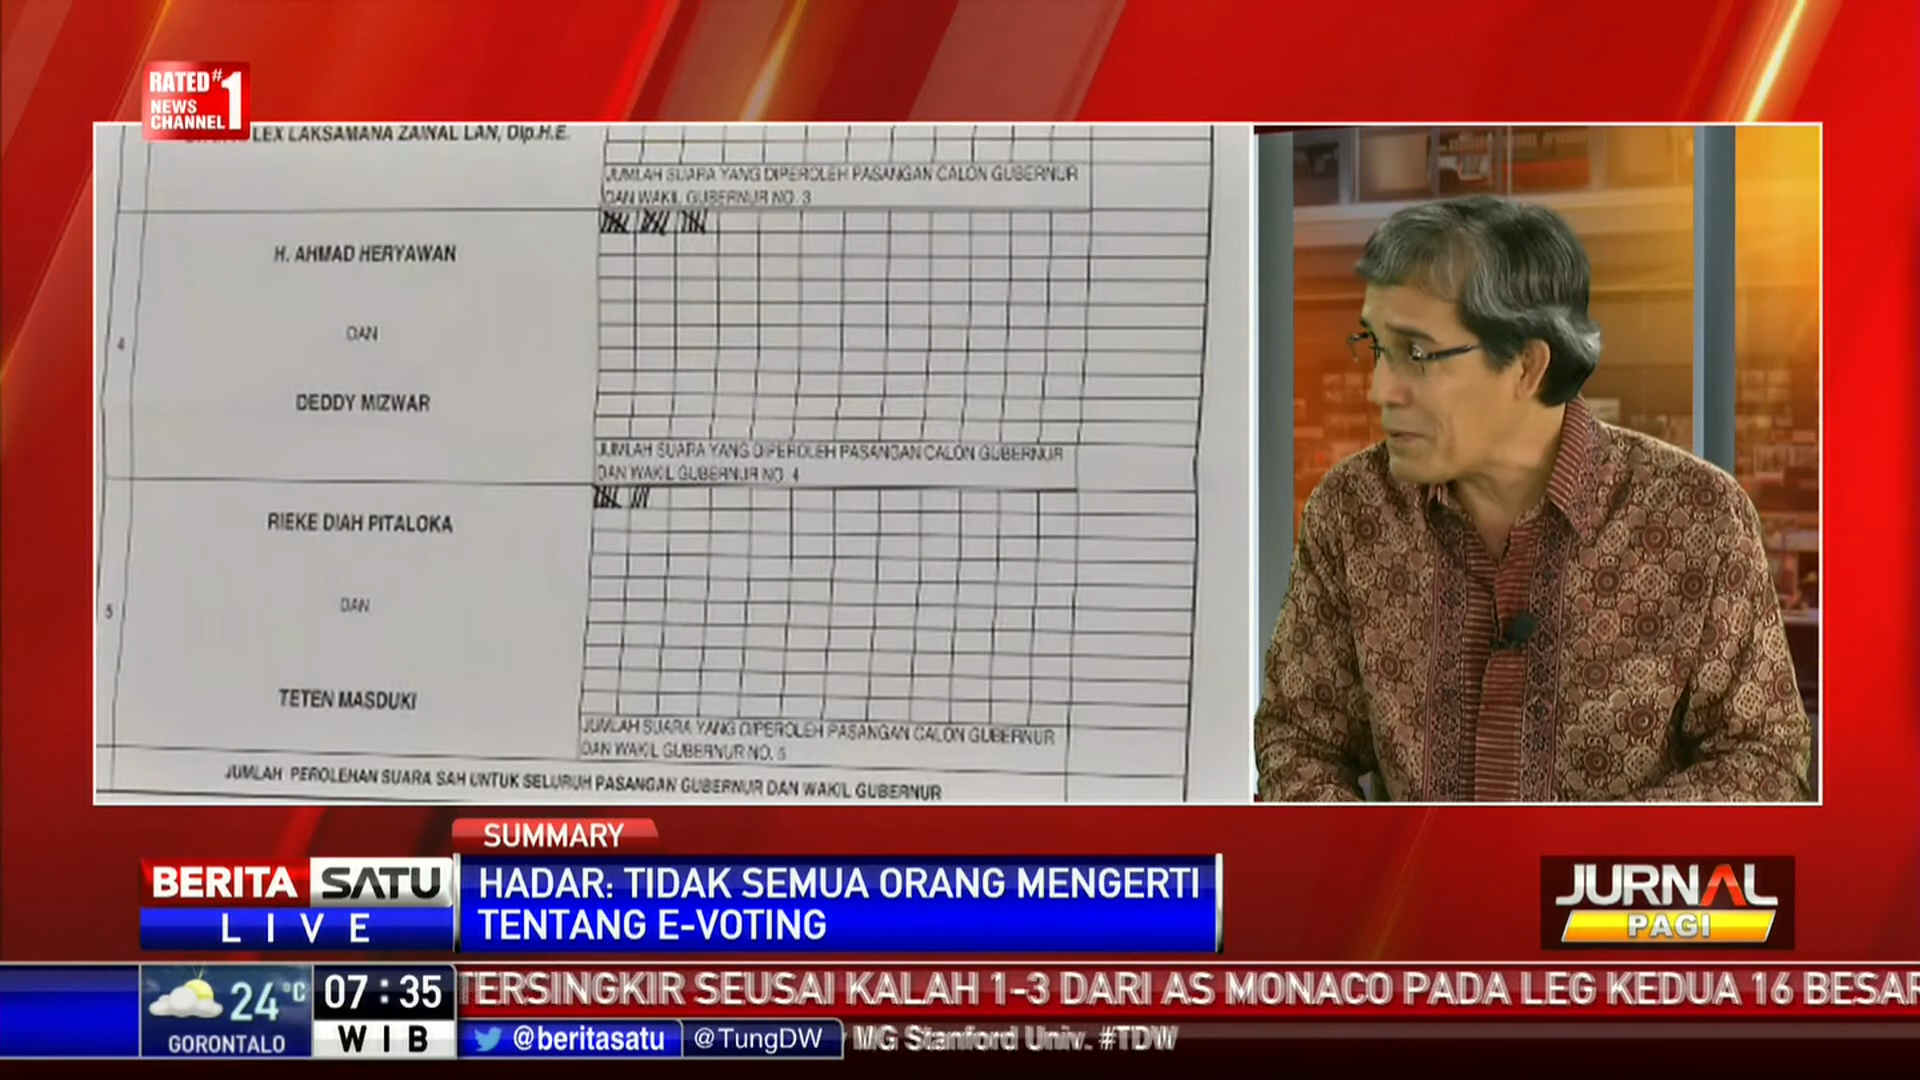 RATED #1
NEWS
CHANNEL
LEX LAKSAMANA ZAINAL LAN, Dip.H.E.
JUMLAH SUARA YANG DIPEROLEH PASANGAN CALON GUBERNUR
DAN WAKIL GUBERNUR NO. 3
4
H. AHMAD HERYAWAN
DAN
DEDDY MIZWAR
JUMLAH SUARA YANG DIPEROLEH PASANGAN CALON GUBERNUR
DAN WAKIL GUBERNUR NO. 4
5
RIEKE DIAH PITALOKA
DAN
TETEN MASDUKI
JUMLAH SUARA YANG DIPEROLEH PASANGAN CALON GUBERNUR
DAN WAKIL GUBERNUR NO. 5
JUMLAH PEROLEHAN SUARA SAH UNTUK SELURUH PASANGAN GUBERNUR DAN WAKIL GUBERNUR
SUMMARY
BERITA SATU
LIVE
HADAR: TIDAK SEMUA ORANG MENGERTI
TENTANG E-VOTING
JURNAL
PAGI
24°C
GORONTALO
07:35
WIB
TERSINGKIR SEUSAI KALAH 1-3 DARI AS MONACO PADA LEG KEDUA 16 BESAR
@beritasatu
@TungDW
MG Stanford Univ. #TDW